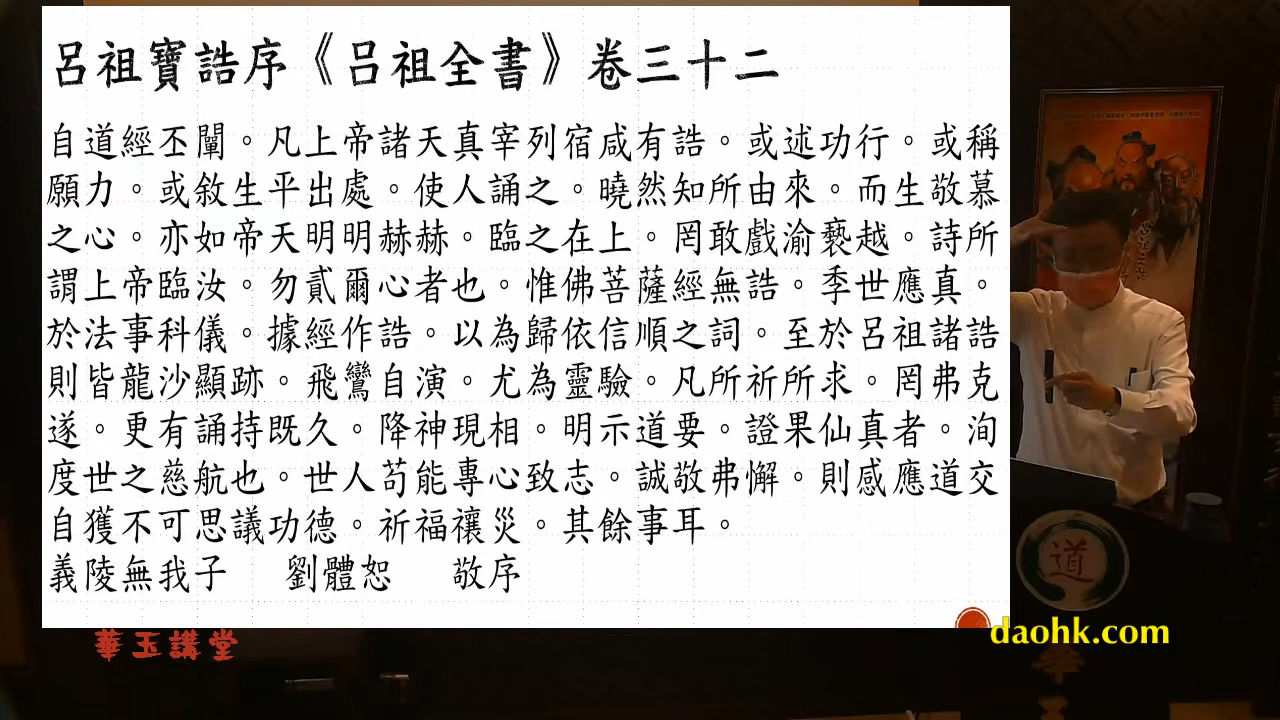 呂祖寶誥序《呂祖全書》卷三十二
自道經丕闡。凡上帝諸天真宰列宿咸有誥。或述功行。或稱
願力。或敘生平出處。使人誦之。曉然知所由來。而生敬慕
之心。亦如帝天明明赫赫。臨之在上。罔敢戲渝褻越。詩所
謂上帝臨汝。勿貳爾心者也。惟佛菩薩經無誥。季世應真。
於法事科儀。據經作誥。以為歸依信順之詞。至於呂祖諸誥
則皆龍沙顯跡。飛鸞自演。尤為靈驗。凡所祈所求。罔弗克
遂。更有誦持既久。降神現相。明示道要。證果仙真者。洵
度世之慈航也。世人苟能專心致志。誠敬弗懈。則感應道交
自獲不可思議功德。祈福禳災。其餘事耳。
義陵無我子 劉體恕 敬序
道
華玉講堂
daohk.com
華